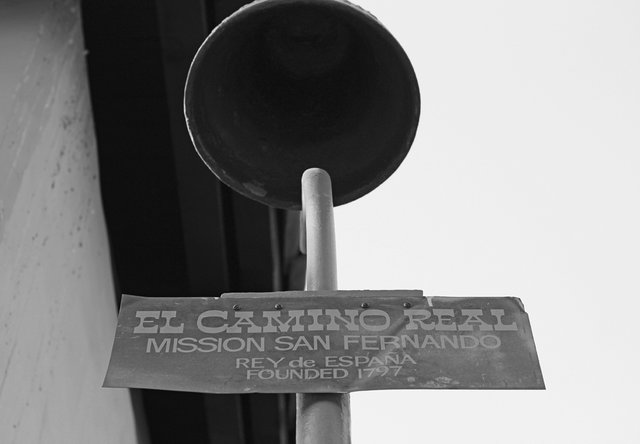 EL CAMINO REAL
MISSION SAN FERNANDO
REY de ESPAÑA
FOUNDED 1797